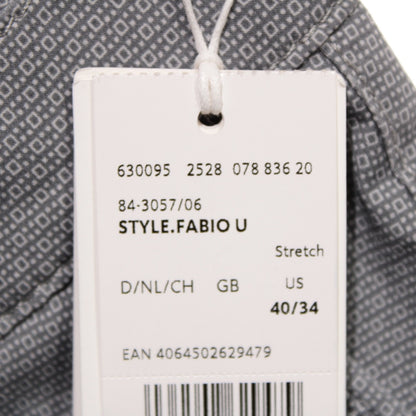 630095 2528 078 836 20
84-3057/06
STYLE.FABIO U
Stretch
D/NL/CH GB US
40/34
EAN 4064502629479